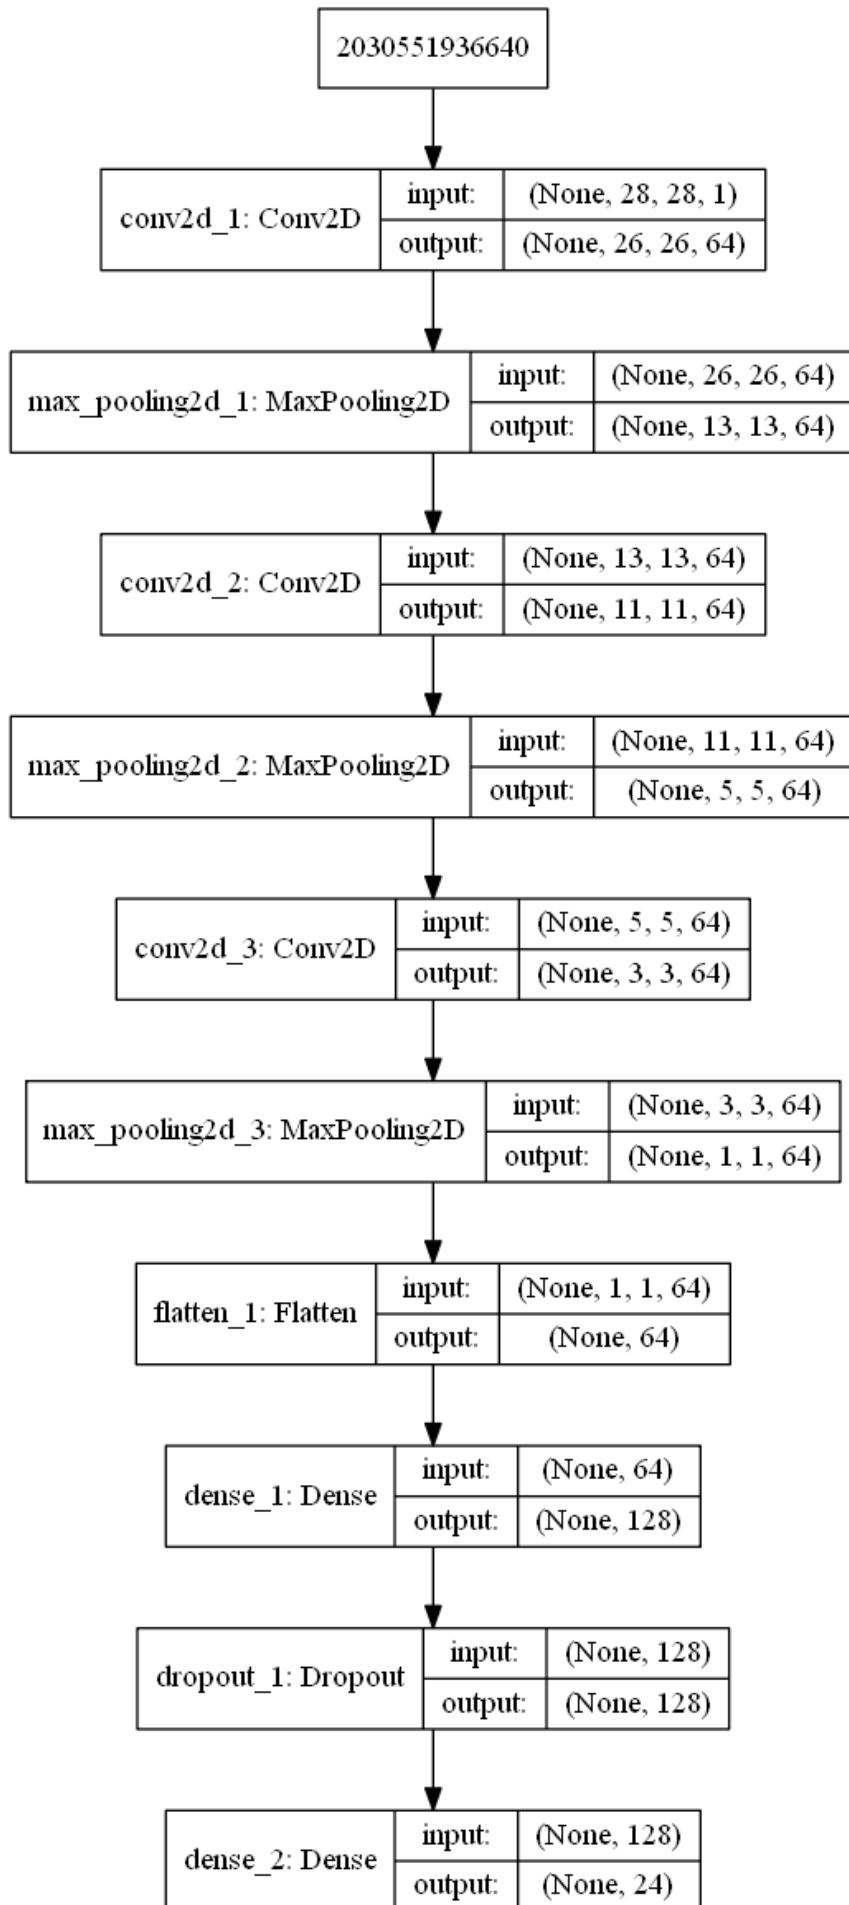 2030551936640
conv2d_1: Conv2D
input: (None, 28, 28, 1)
output: (None, 26, 26, 64)
max_pooling2d_1: MaxPooling2D
input: (None, 26, 26, 64)
output: (None, 13, 13, 64)
conv2d_2: Conv2D
input: (None, 13, 13, 64)
output: (None, 11, 11, 64)
max_pooling2d_2: MaxPooling2D
input: (None, 11, 11, 64)
output: (None, 5, 5, 64)
conv2d_3: Conv2D
input: (None, 5, 5, 64)
output: (None, 3, 3, 64)
max_pooling2d_3: MaxPooling2D
input: (None, 3, 3, 64)
output: (None, 1, 1, 64)
flatten_1: Flatten
input: (None, 1, 1, 64)
output: (None, 64)
dense_1: Dense
input: (None, 64)
output: (None, 128)
dropout_1: Dropout
input: (None, 128)
output: (None, 128)
dense_2: Dense
input: (None, 128)
output: (None, 24)